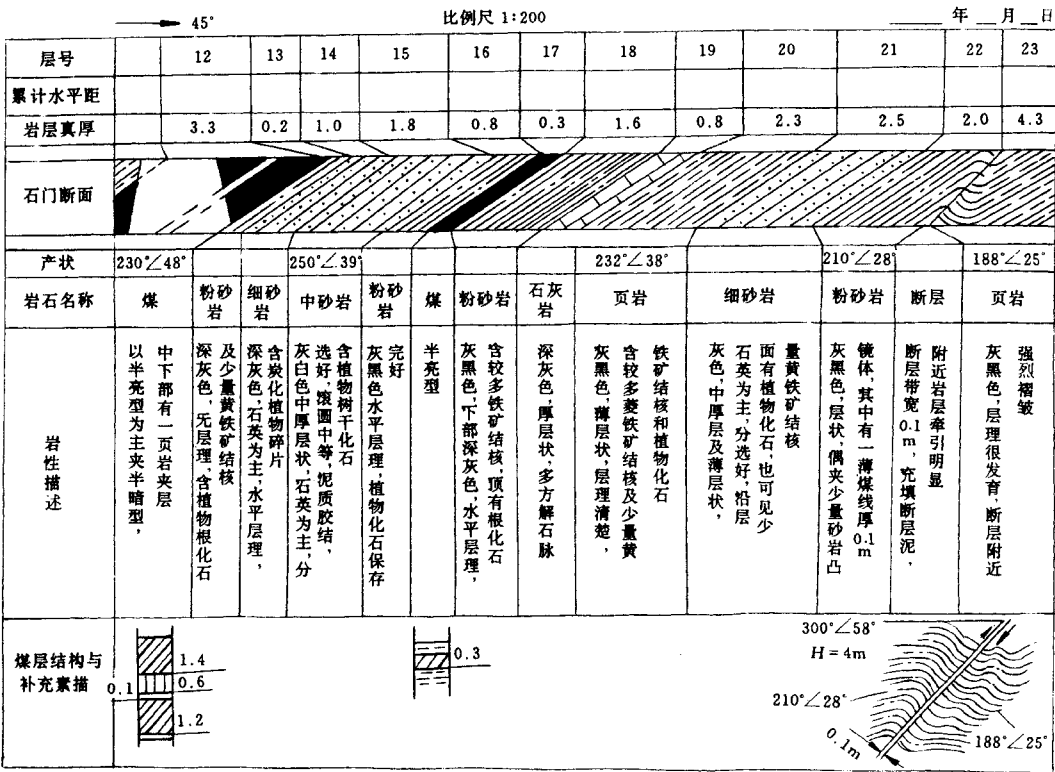 45°
比例尺 1:200
年 月 日
层号 12 13 14 15 16 17 18 19 20 21 22 23
累计水平距
岩层真厚 3.3 0.2 1.0 1.8 0.8 0.3 1.6 0.8 2.3 2.5 2.0 4.3
石门断面
产状 230°∠48° 250°∠39° 232°∠38° 210°∠28° 188°∠25°
岩石名称 煤 粉砂岩 细砂岩 中砂岩 粉砂岩 煤 粉砂岩 石灰岩 页岩 细砂岩 粉砂岩 断层 页岩
岩性描述
以半亮型为主夹半暗型，
中下部有一页岩夹层
深灰色，无层理，含植物根化石
及少量黄铁矿结核
深灰色，石英为主，水平层理，
含炭化植物碎片
灰白色中厚层状，石英为主，分
选好，滚圆中等，泥质胶结，
含植物树干化石
灰黑色水平层理，植物化石保存
完好
半亮型
灰黑色，下部深灰色，水平层理，
含较多铁矿结核，顶有根化石
深灰色，厚层状，多方解石脉
灰黑色，薄层状，层理清楚，
含较多菱铁矿结核及少量黄
铁矿结核和植物化石
灰色，中厚层及薄层状，
石英为主，分选好，沿层
面有植物化石，也可见少
量黄铁矿结核
灰黑色，层状，偶夹少量砂岩凸
镜体，其中有一薄煤线厚0.1m
断层带宽0.1m，充填断层泥，
附近岩层牵引明显
灰黑色，层理很发育，断层附近
强烈褶皱
煤层结构与
补充素描
1.4
0.1 0.6
1.2
0.3
300°∠58°
H=4m
210°∠28°
0.1m
188°∠25°